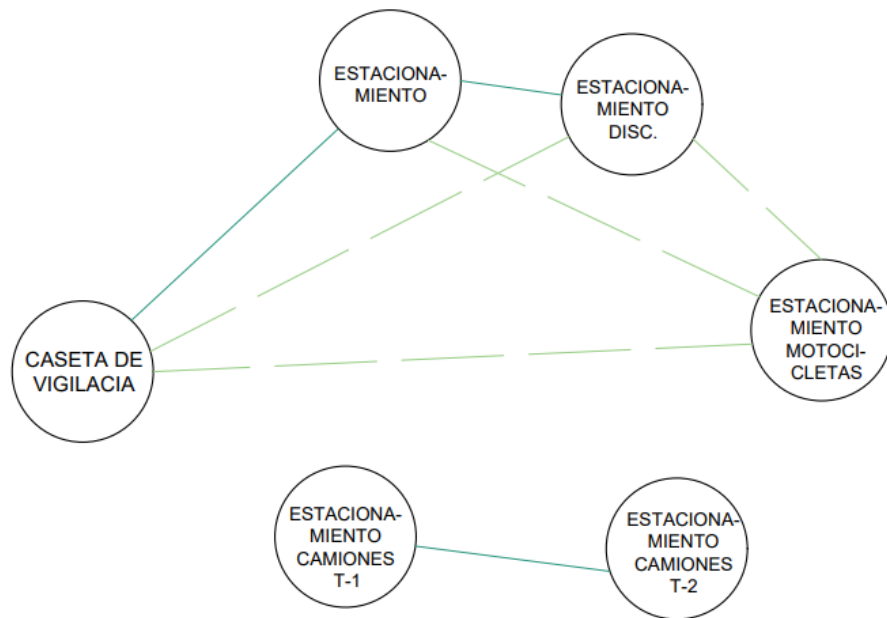 ESTACIONA-
MIENTO
ESTACIONA-
MIENTO
DISC.
ESTACIONA-
MIENTO
MOTOCI-
CLETAS
CASETA DE
VIGILACIA
ESTACIONA-
MIENTO
CAMIONES
T-1
ESTACIONA-
MIENTO
CAMIONES
T-2